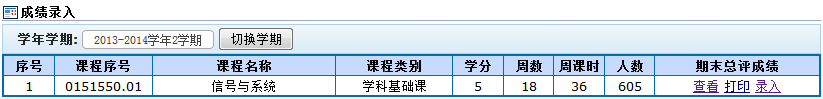 成绩录入
学年学期: 2013-2014学年2学期 切换学期
序号 课程序号 课程名称 课程类别 学分 周数 周课时 人数 期末总评成绩
1 0151550.01 信号与系统 学科基础课 5 18 36 605 查看 打印 录入